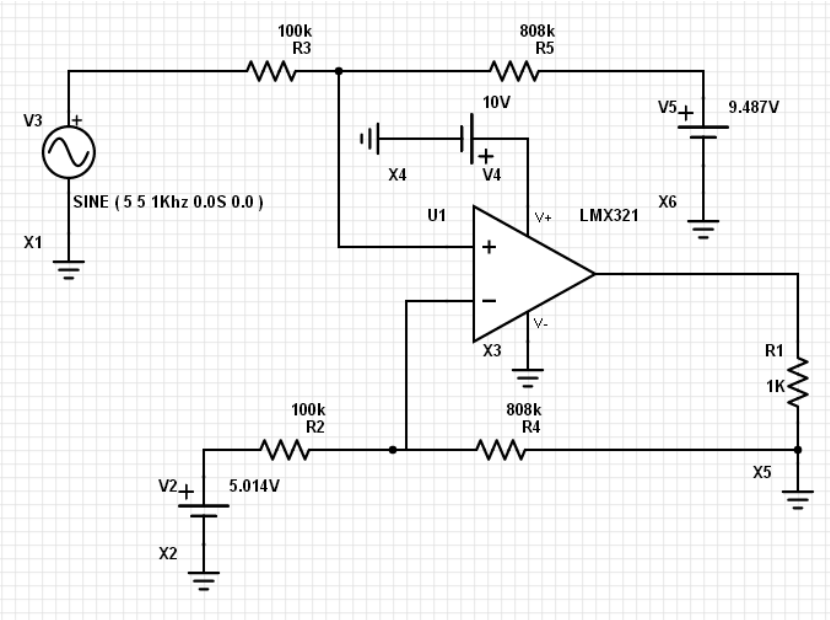 100k
R3
808k
R5
10V
V3
+
V5
+
9.487V
X4
+
V4
SINE ( 5 5 1Khz 0.0S 0.0 )
X6
U1
V+
LMX321
X1
+
−
V-
X3
R1
1K
100k
R2
808k
R4
X5
V2
+
5.014V
X2